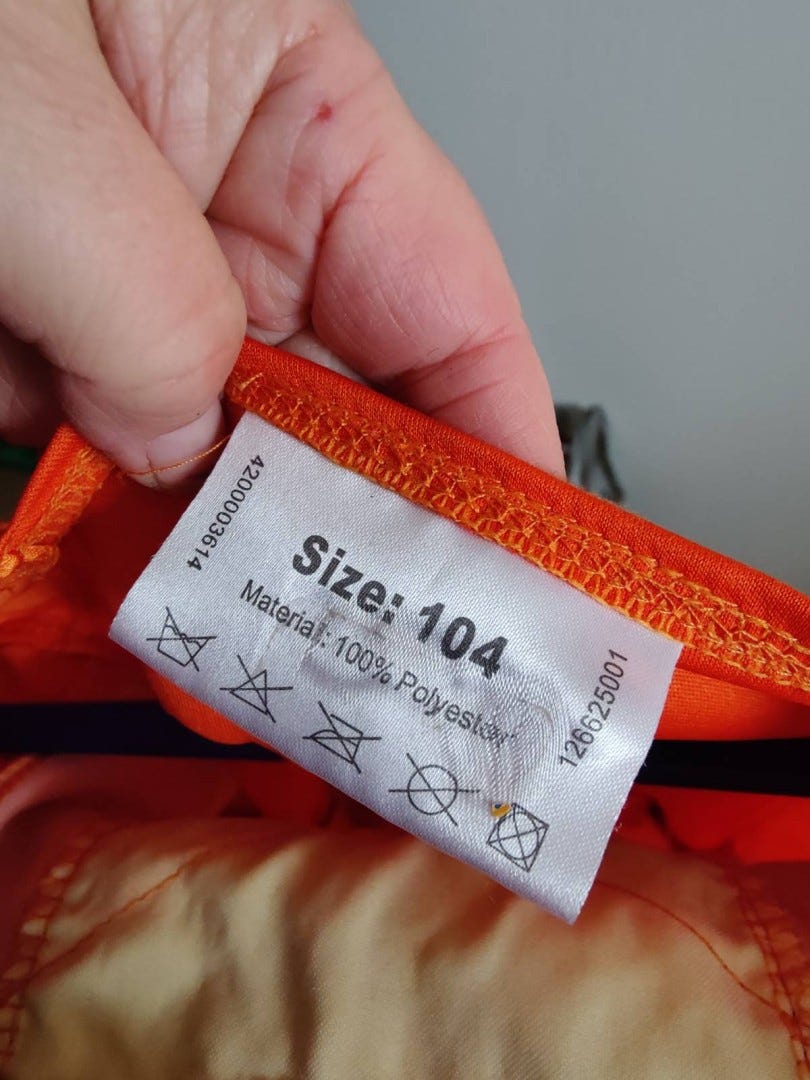 4200003614
Size: 104
Material: 100% Polyester
126625001